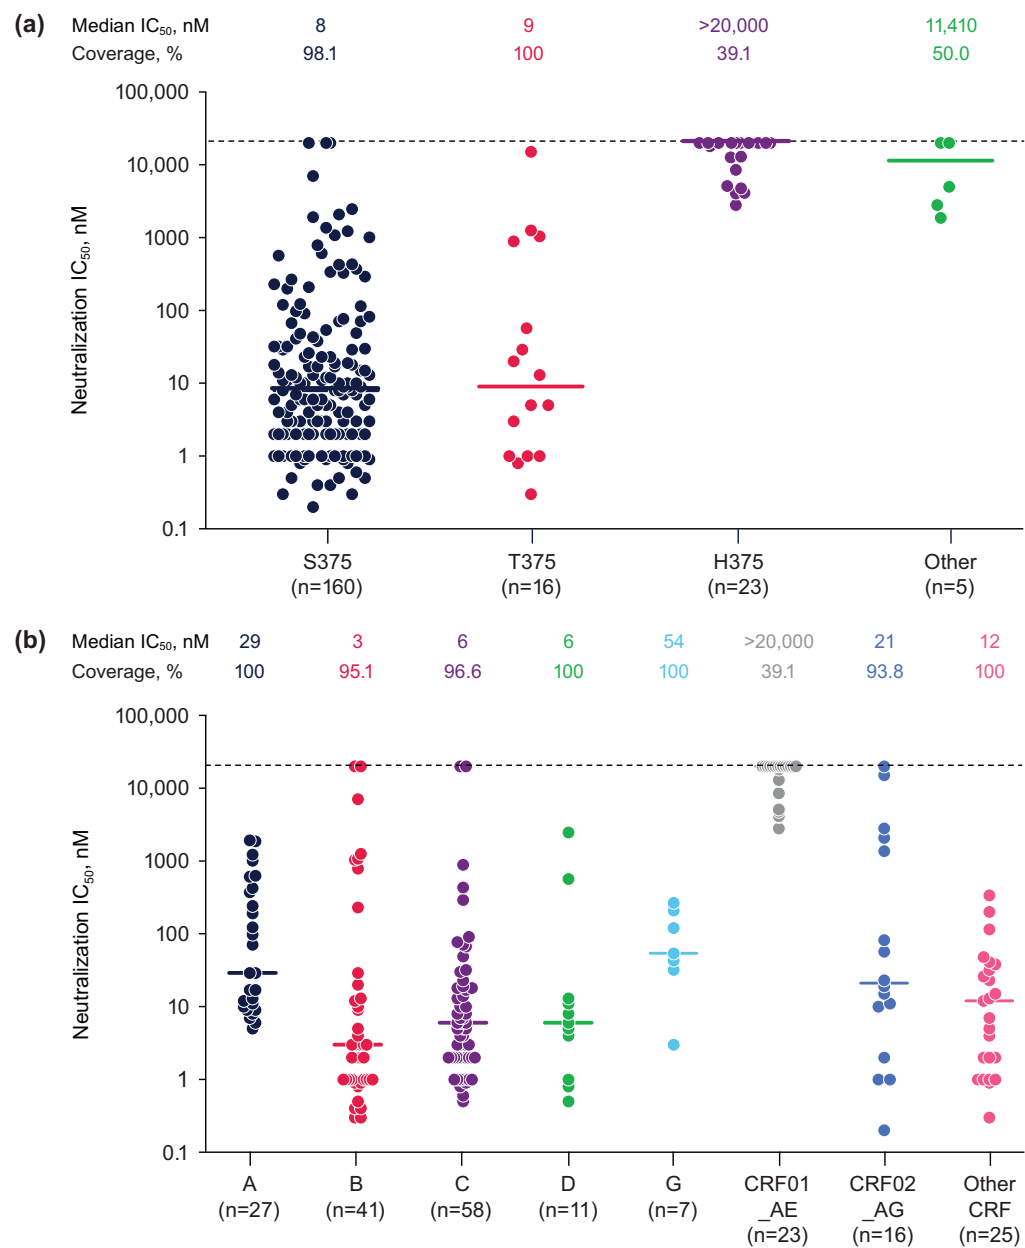 (a) Median IC50, nM 8 9 >20,000 11,410
Coverage, % 98.1 100 39.1 50.0
100,000
10,000
1000
100
10
1
0.1
Neutralization IC50, nM
S375 T375 H375 Other
(n=160) (n=16) (n=23) (n=5)
(b) Median IC50, nM 29 3 6 6 54 >20,000 21 12
Coverage, % 100 95.1 96.6 100 100 39.1 93.8 100
100,000
10,000
1000
100
10
1
0.1
Neutralization IC50, nM
A B C D G CRF01 CRF02 Other
(n=27) (n=41) (n=58) (n=11) (n=7) _AE _AG CRF
(n=23) (n=16) (n=25)